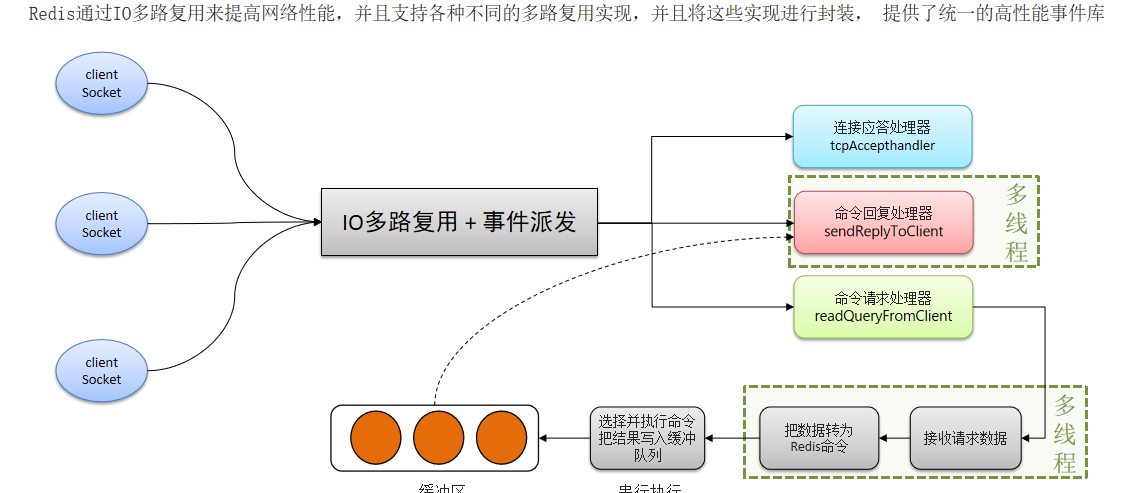 Redis通过IO多路复用来提高网络性能，并且支持各种不同的多路复用实现，并且将这些实现进行封装， 提供了统一的高性能事件库
client
Socket
client
Socket
client
Socket
IO多路复用 + 事件派发
连接应答处理器
tcpAccepthandler
命令回复处理器
sendReplyToClient
多
线
程
命令请求处理器
readQueryFromClient
多
线
程
接收请求数据
把数据转为
Redis命令
选择并执行命令
把结果写入缓冲
队列
缓冲区
串行执行